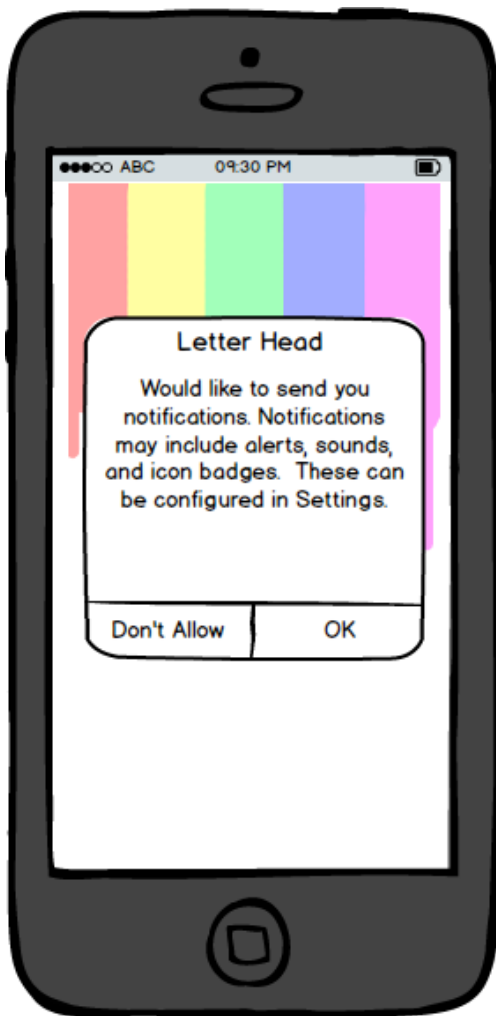 ABC 09:30 PM
Letter Head
Would like to send you
notifications. Notifications
may include alerts, sounds,
and icon badges. These can
be configured in Settings.
Don't Allow OK